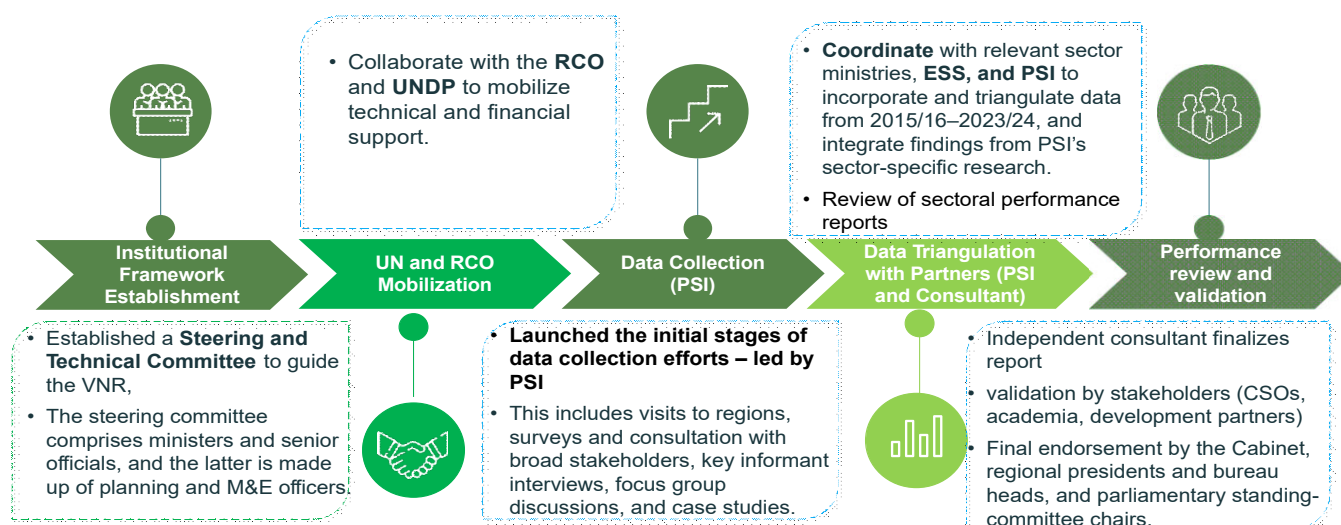 • Collaborate with the RCO
and UNDP to mobilize
technical and financial
support.
• Coordinate with relevant sector
ministries, ESS, and PSI to
incorporate and triangulate data
from 2015/16–2023/24, and
integrate findings from PSI’s
sector-specific research.
• Review of sectoral performance
reports
Institutional
Framework
Establishment
UN and RCO
Mobilization
Data Collection
(PSI)
Data Triangulation
with Partners (PSI
and Consultant)
Performance
review and
validation
• Established a Steering and
Technical Committee to guide
the VNR,
• The steering committee
comprises ministers and senior
officials, and the latter is made
up of planning and M&E officers.
• Launched the initial stages of
data collection efforts – led by
PSI
• This includes visits to regions,
surveys and consultation with
broad stakeholders, key informant
interviews, focus group
discussions, and case studies.
• Independent consultant finalizes
report
• validation by stakeholders (CSOs,
academia, development partners)
• Final endorsement by the Cabinet,
regional presidents and bureau
heads, and parliamentary standing-
committee chairs.